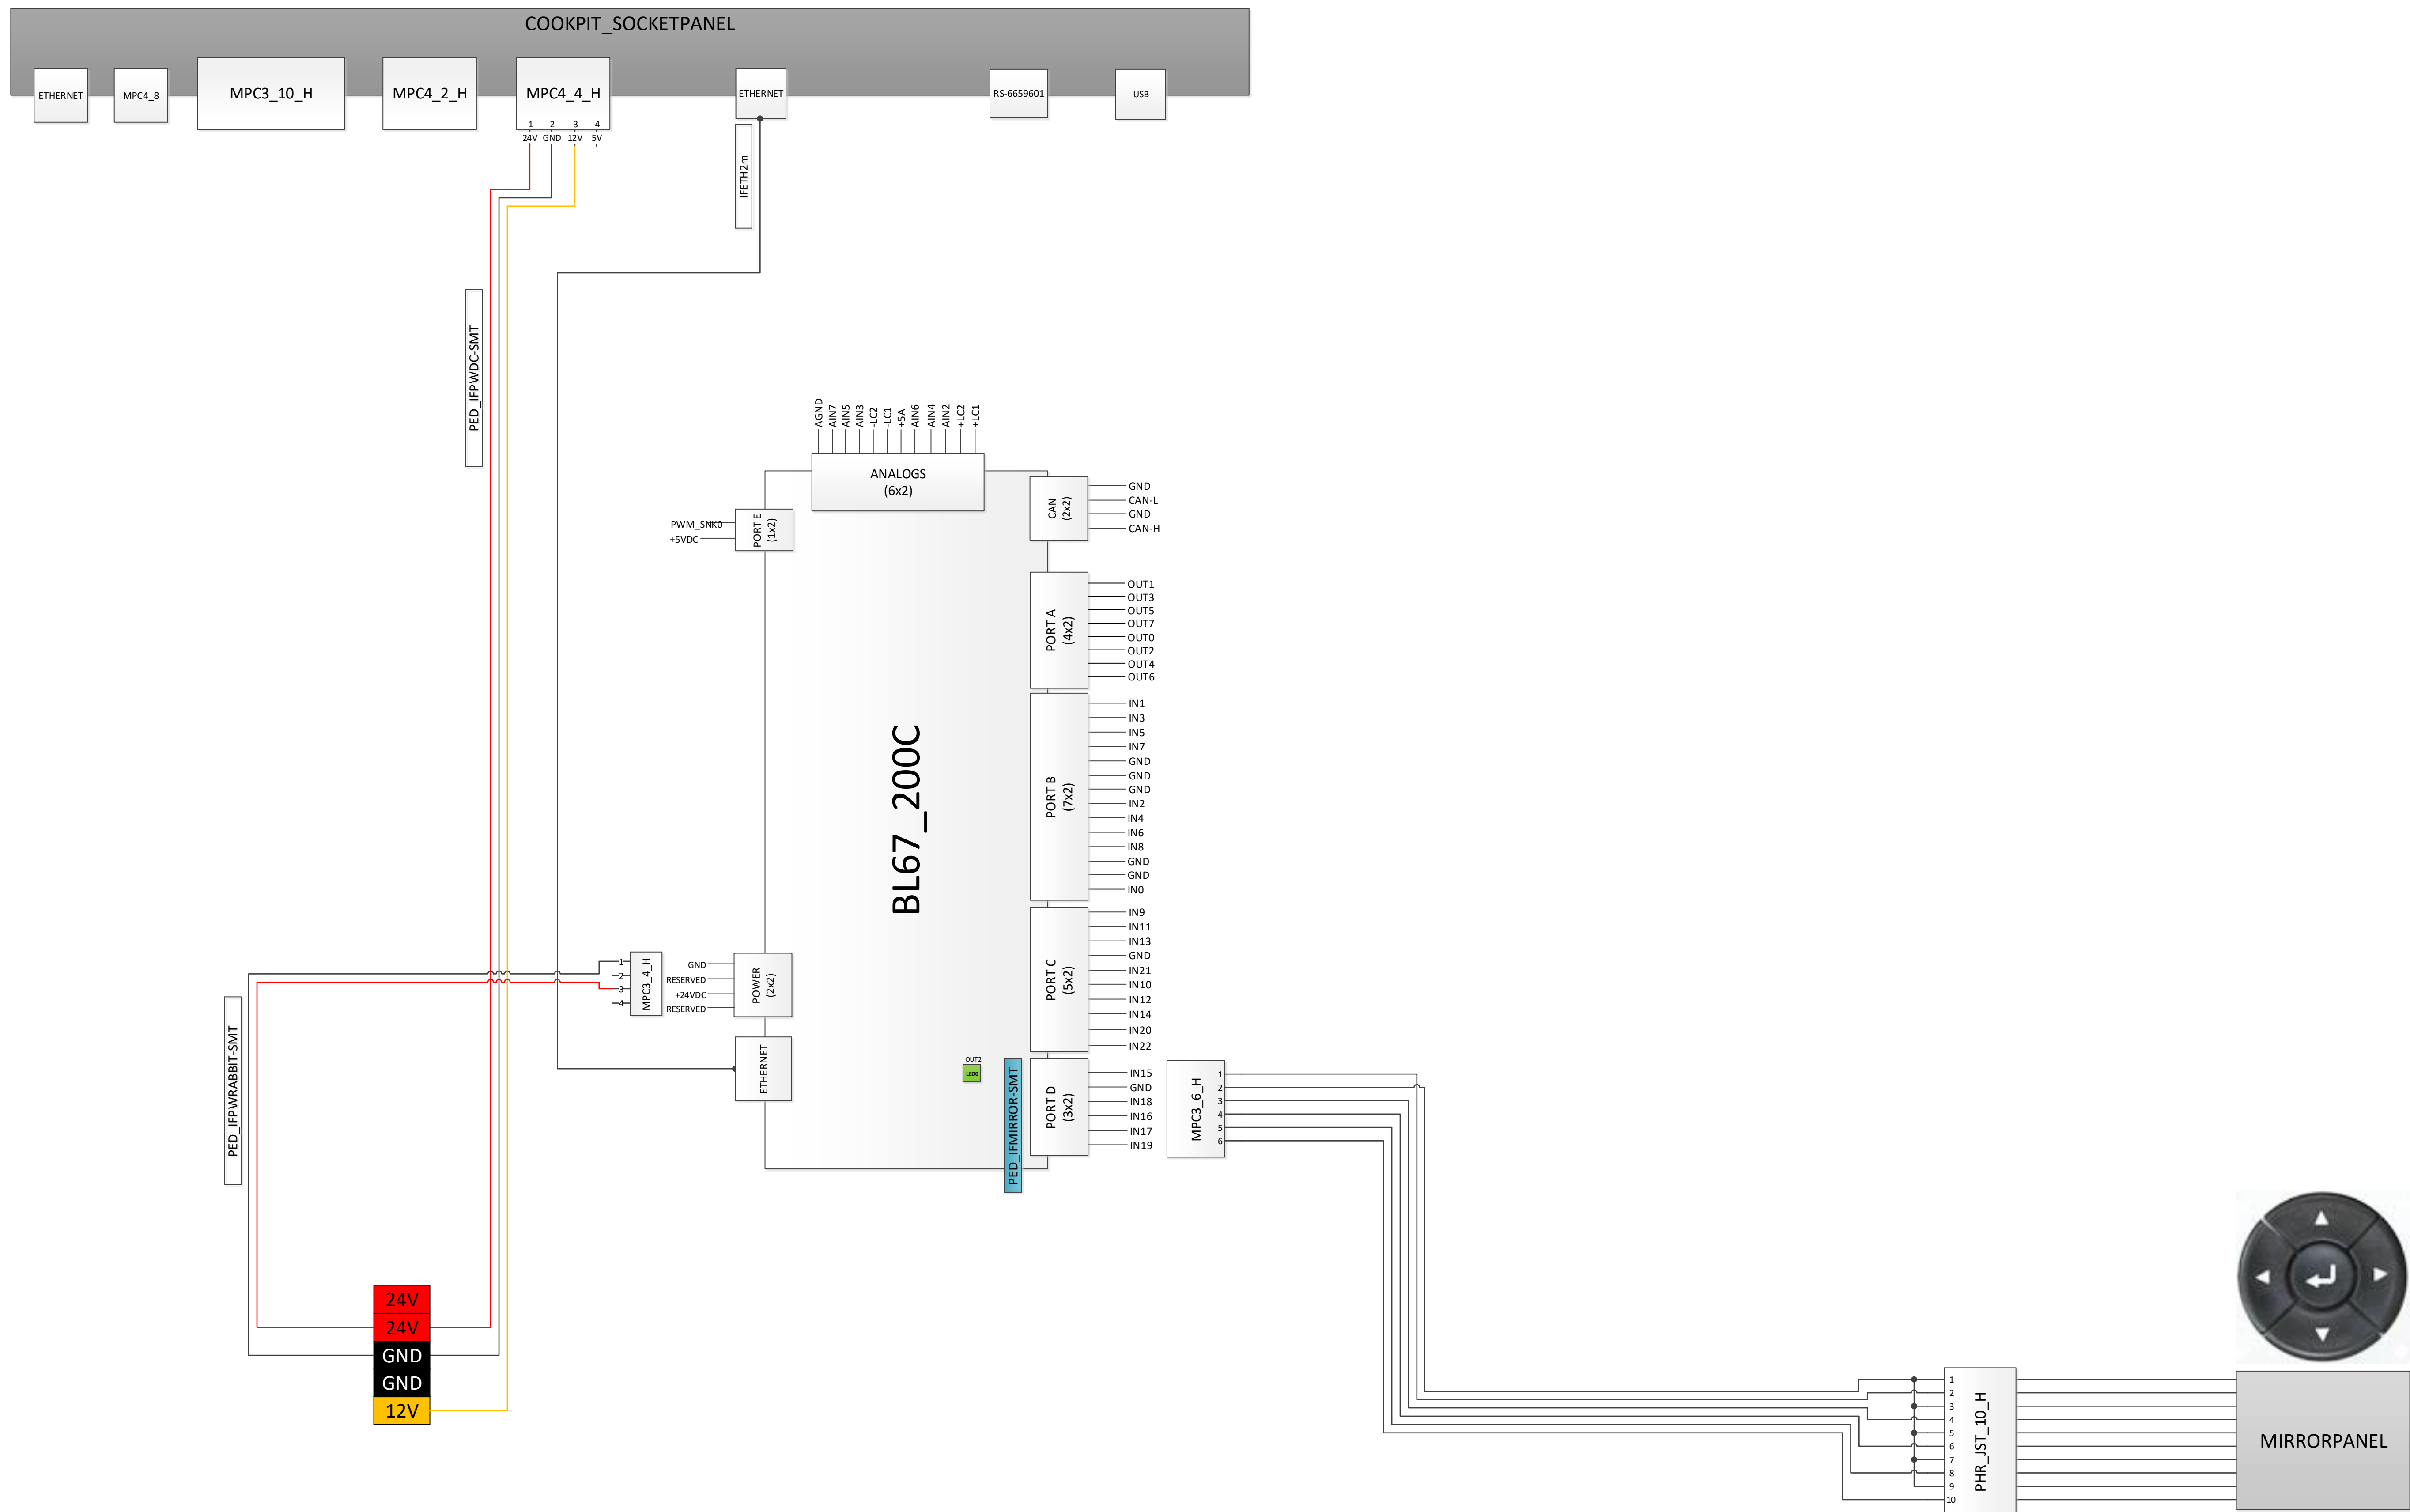 COOKPIT_SOCKETPANEL
ETHERNET
MPC4_8
MPC3_10_H
MPC4_2_H
MPC4_4_H
1 2 3 4
24V GND 12V 5V
ETHERNET
RS-6659601
USB
IFETH2m
PED_IFPWDC-SMT
AGND
AIN7
AIN5
AIN3
-LC2
-LC1
+5A
AIN6
AIN4
AIN2
+LC2
+LC1
ANALOGS
(6x2)
CAN
(2x2)
GND
CAN-L
GND
CAN-H
PWM_SNK0
+5VDC
PORT E
(1x2)
PORT A
(4x2)
OUT1
OUT3
OUT5
OUT7
OUT0
OUT2
OUT4
OUT6
BL67_200C
PORT B
(7x2)
IN1
IN3
IN5
IN7
GND
GND
GND
IN2
IN4
IN6
IN8
GND
GND
IN0
PORT C
(5x2)
IN9
IN11
IN13
GND
IN21
IN10
IN12
IN14
IN20
IN22
1
2
3
4
MPC3_4_H
GND
RESERVED
+24VDC
RESERVED
POWER
(2x2)
ETHERNET
OUT2
LED0
PED_IFMIRROR-SMT
PORT D
(3x2)
IN15
GND
IN18
IN16
IN17
IN19
MPC3_6_H
1
2
3
4
5
6
PED_IFPWRABBIT-SMT
24V
24V
GND
GND
12V
1
2
3
4
5
6
7
8
9
10
PHR_JST_10_H
MIRRORPANEL